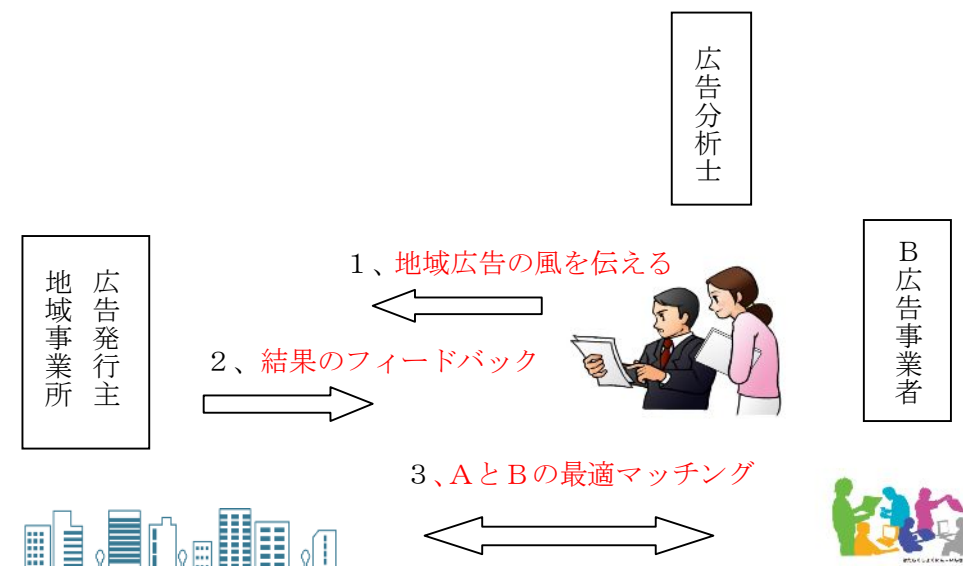 広告分析士
広告発行主
地域事業所
1、地域広告の風を伝える
B広告事業者
2、結果のフィードバック
3、AとBの最適マッチング